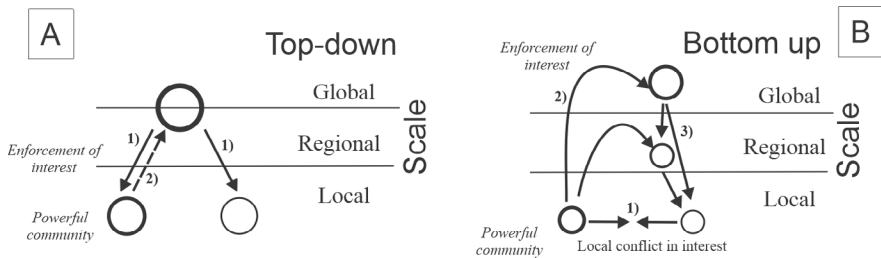 A
Top-down
Global
1)
1)
Regional
Enforcement of
interest
2)
Local
Powerful
community
Scale
B
Bottom up
Enforcement of
interest
2)
Global
3)
Regional
Local
1)
Powerful
community
Local conflict in interest
Scale